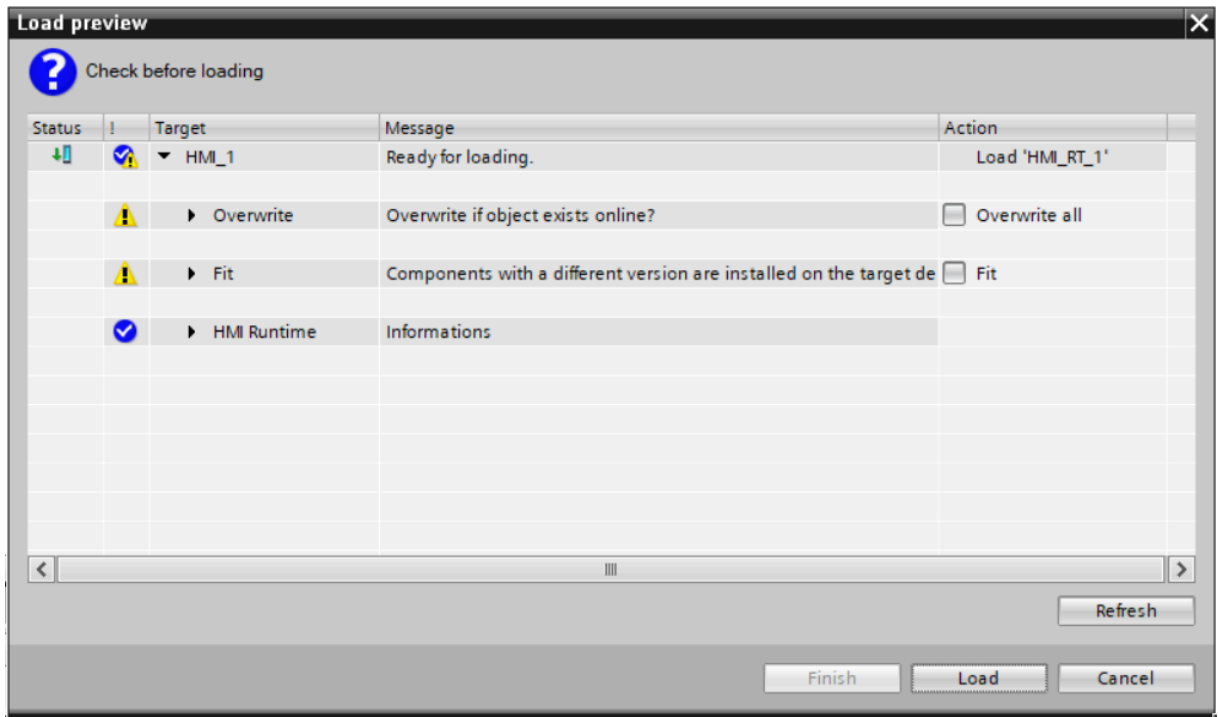 Load preview
Check before loading
Status ! Target Message Action
HMI_1 Ready for loading. Load 'HMI_RT_1'
Overwrite Overwrite if object exists online? Overwrite all
Fit Components with a different version are installed on the target de Fit
HMI Runtime Informations
Refresh
Finish Load Cancel